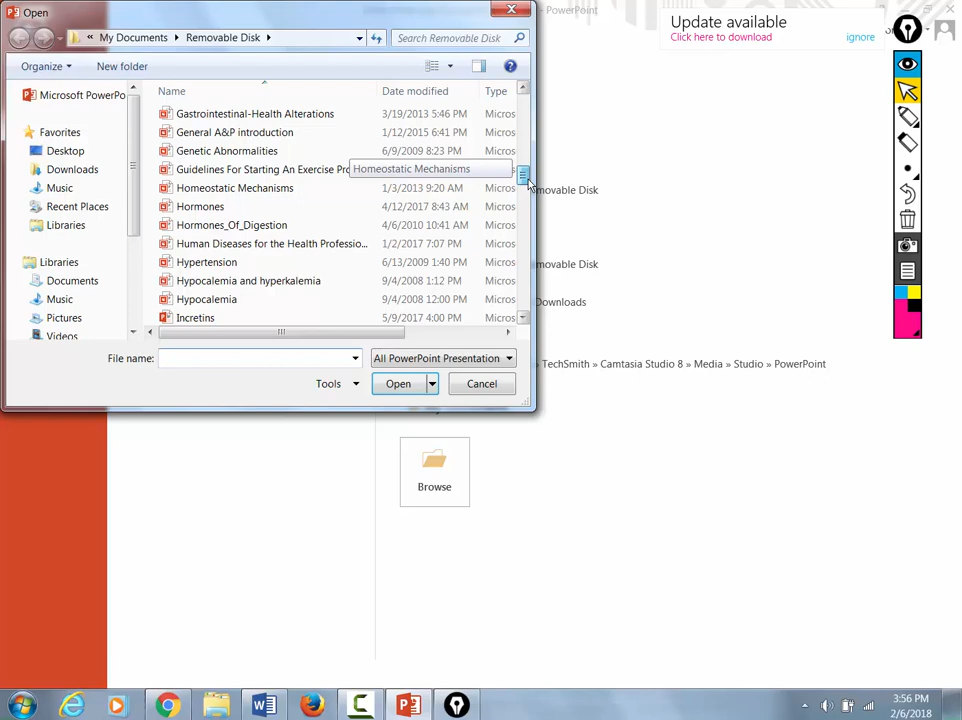 Open
- PowerPoint
Update available
Click here to download
ignore
« My Documents Removable Disk
Search Removable Disk
Organize
New folder
Name
Date modified
Type
Microsoft PowerPo
Favorites
Desktop
Downloads
Music
Recent Places
Libraries
Libraries
Documents
Music
Pictures
Videos
Gastrointestinal-Health Alterations 3/19/2013 5:46 PM Micros
General A&P introduction 1/12/2015 6:41 PM Micros
Genetic Abnormalities 6/9/2009 8:23 PM Micros
Guidelines For Starting An Exercise Pro Micros
Homeostatic Mechanisms
Homeostatic Mechanisms 1/3/2013 9:20 AM Micros
Hormones 4/12/2017 8:43 AM Micros
Hormones_Of_Digestion 4/6/2010 10:41 AM Micros
Human Diseases for the Health Professio... 1/2/2017 7:07 PM Micros
Hypertension 6/13/2009 1:40 PM Micros
Hypocalemia and hyperkalemia 9/4/2008 1:12 PM Micros
Hypocalemia 9/4/2008 12:00 PM Micros
Incretins 5/9/2017 4:00 PM Micros
File name:
All PowerPoint Presentation
Tools
Open
Cancel
movable Disk
movable Disk
Downloads
» TechSmith » Camtasia Studio 8 » Media » Studio » PowerPoint
Browse
3:56 PM
2/6/2018